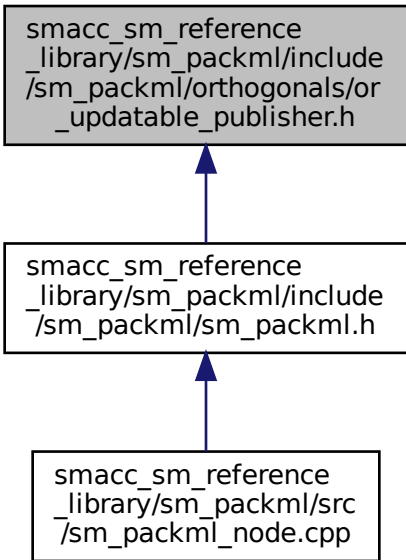 smacc_sm_reference
_library/sm_packml/include
/sm_packml/orthogonals/or
_updatable_publisher.h
smacc_sm_reference
_library/sm_packml/include
/sm_packml/sm_packml.h
smacc_sm_reference
_library/sm_packml/src
/sm_packml_node.cpp